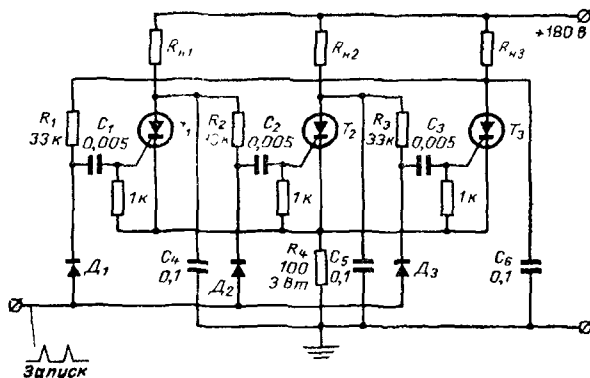 Rн1
Rн2
Rн3
+180 В
R1
33к
C1
0,005
T1
R2
C2
0,005
T2
R3
33к
C3
0,005
T3
1к
1к
1к
Д1
C4
0,1
Д2
R4
100
3 Вт
C5
0,1
Д3
C6
0,1
Запуск